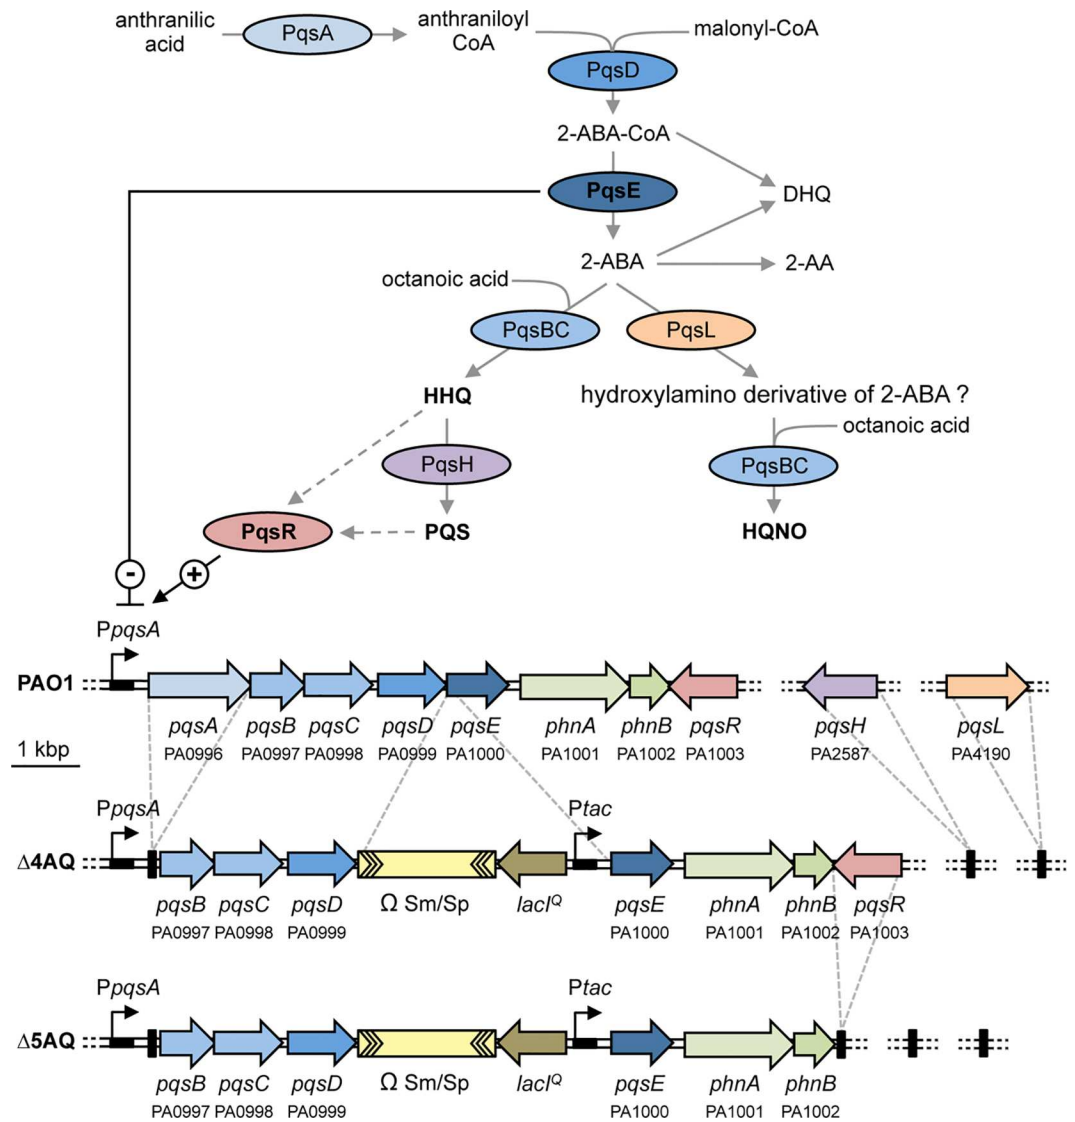 anthranilic
acid
PqsA
anthraniloyl
CoA
malonyl-CoA
PqsD
2-ABA-CoA
PqsE
DHQ
2-ABA
2-AA
octanoic acid
PqsBC
PqsL
HHQ
hydroxylamino derivative of 2-ABA ?
octanoic acid
PqsH
PqsBC
PqsR
PQS
HQNO
- +
PpqsA
PAO1
pqsA pqsB pqsC pqsD pqsE phnA phnB pqsR pqsH pqsL
PA0996 PA0997 PA0998 PA0999 PA1000 PA1001 PA1002 PA1003 PA2587 PA4190
1 kbp
PpqsA Ptac
Δ4AQ
pqsB pqsC pqsD Ω Sm/Sp lacIQ pqsE phnA phnB pqsR
PA0997 PA0998 PA0999 PA1000 PA1001 PA1002 PA1003
PpqsA Ptac
Δ5AQ
pqsB pqsC pqsD Ω Sm/Sp lacIQ pqsE phnA phnB
PA0997 PA0998 PA0999 PA1000 PA1001 PA1002